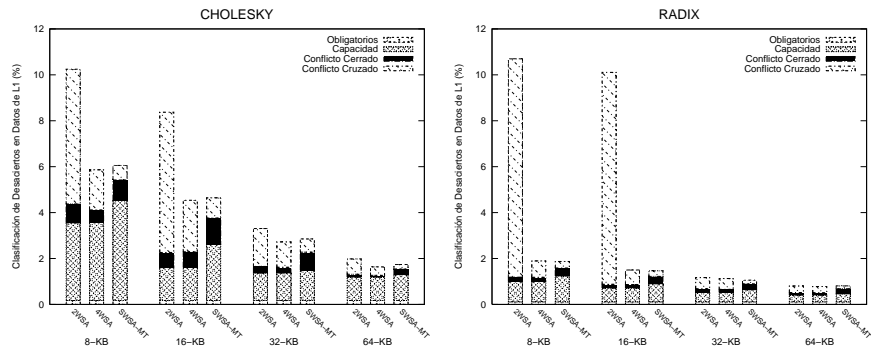 CHOLESKY
Clasificación de Desaciertos en Datos de L1 (%)
12
10
8
6
4
2
0
Obligatorios
Capacidad
Conflicto Cerrado
Conflicto Cruzado
2WSA
4WSA
SWSA-MT
2WSA
4WSA
SWSA-MT
2WSA
4WSA
SWSA-MT
2WSA
4WSA
SWSA-MT
8-KB
16-KB
32-KB
64-KB
RADIX
Clasificación de Desaciertos en Datos de L1 (%)
12
10
8
6
4
2
0
Obligatorios
Capacidad
Conflicto Cerrado
Conflicto Cruzado
2WSA
4WSA
SWSA-MT
2WSA
4WSA
SWSA-MT
2WSA
4WSA
SWSA-MT
2WSA
4WSA
SWSA-MT
8-KB
16-KB
32-KB
64-KB